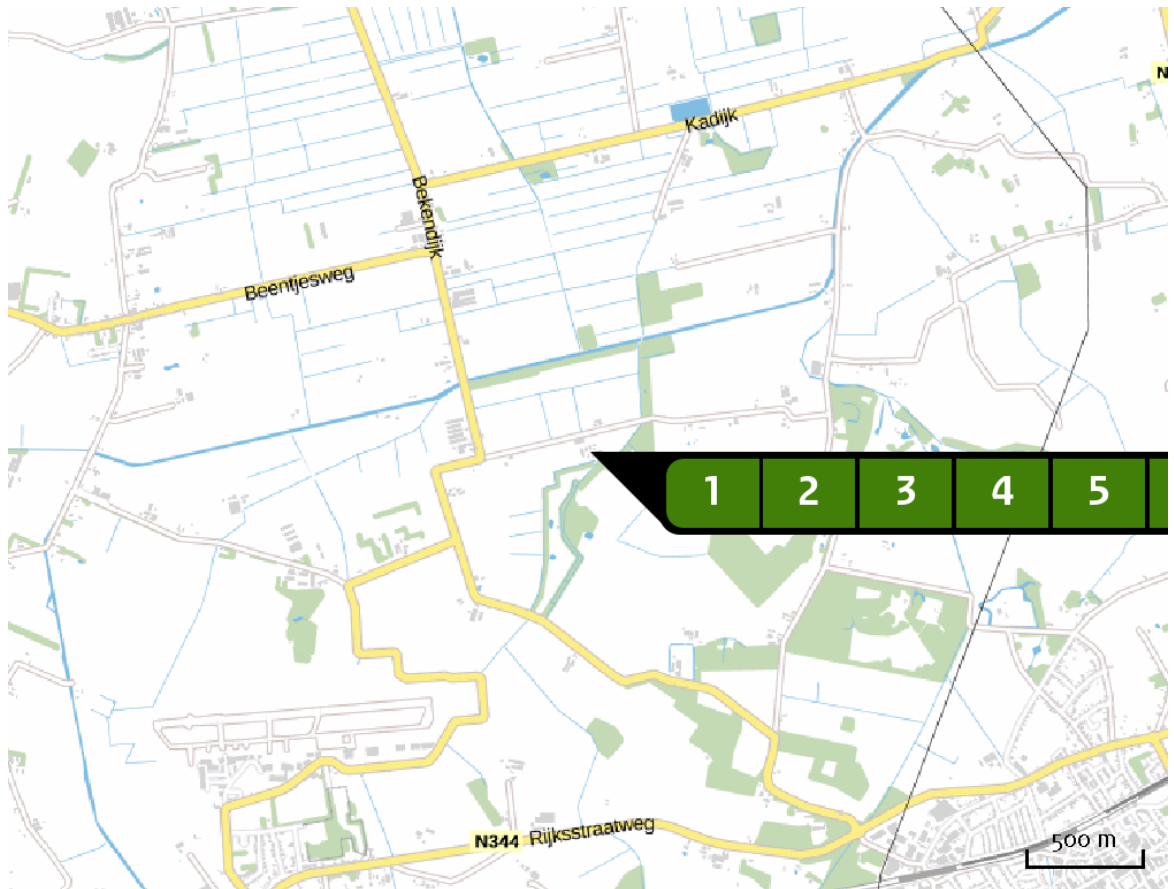 N
Kadijk
Bekendijk
Beentjesweg
1 2 3 4 5
N344 Rijksstraatweg
500 m